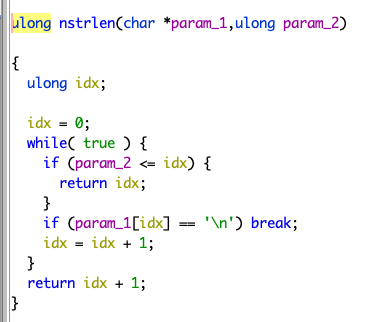 ulong nstrlen(char *param_1,ulong param_2)
{
ulong idx;
idx = 0;
while( true ) {
if (param_2 <= idx) {
return idx;
}
if (param_1[idx] == '\n') break;
idx = idx + 1;
}
return idx + 1;
}